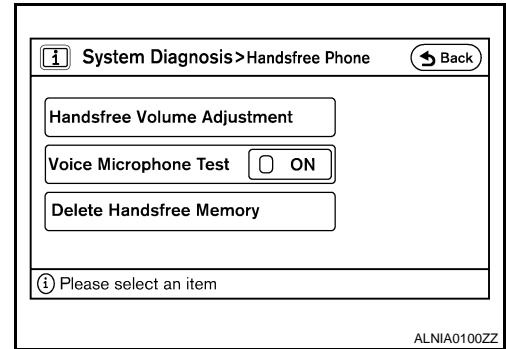 i System Diagnosis>Handsfree Phone Back
Handsfree Volume Adjustment
Voice Microphone Test ON
Delete Handsfree Memory
i Please select an item
ALNIA0100ZZ